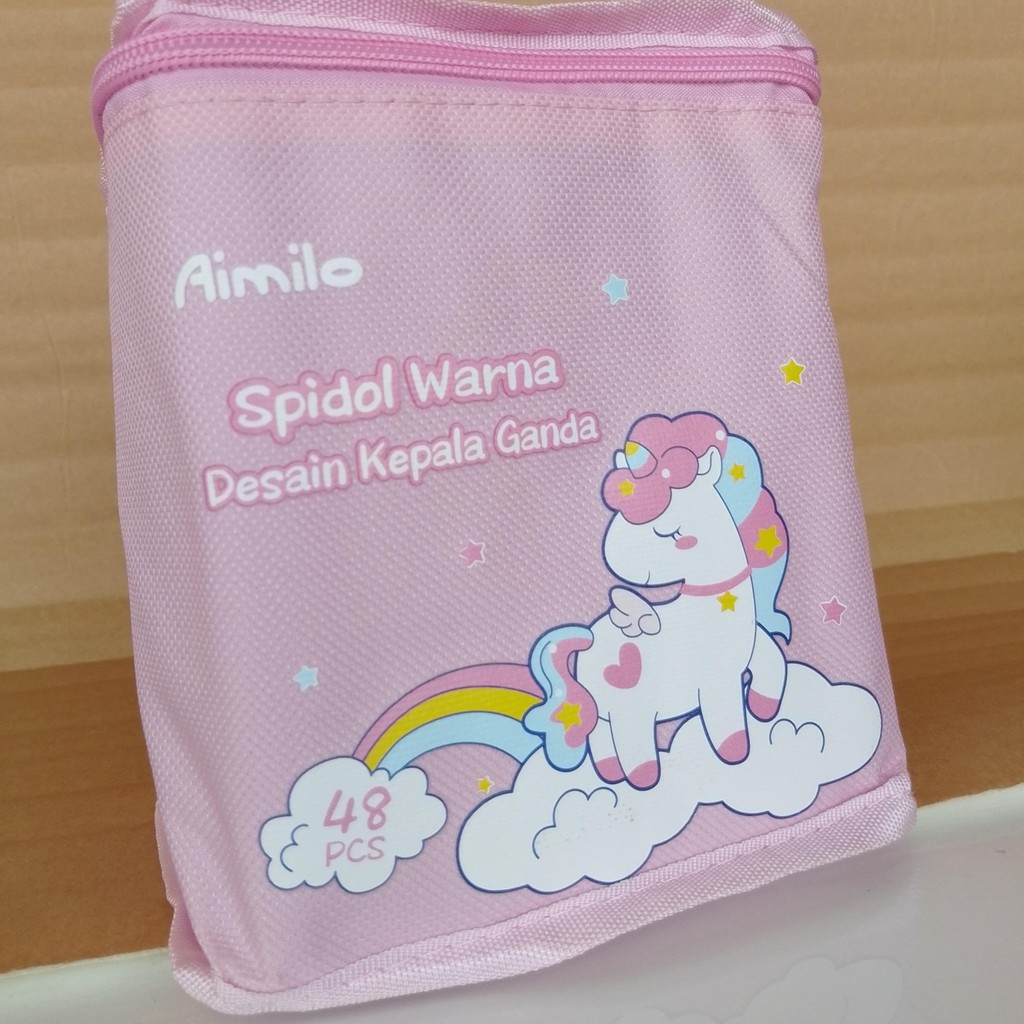 Aimilo
Spidol Warna
Desain Kepala Ganda
48
PCS